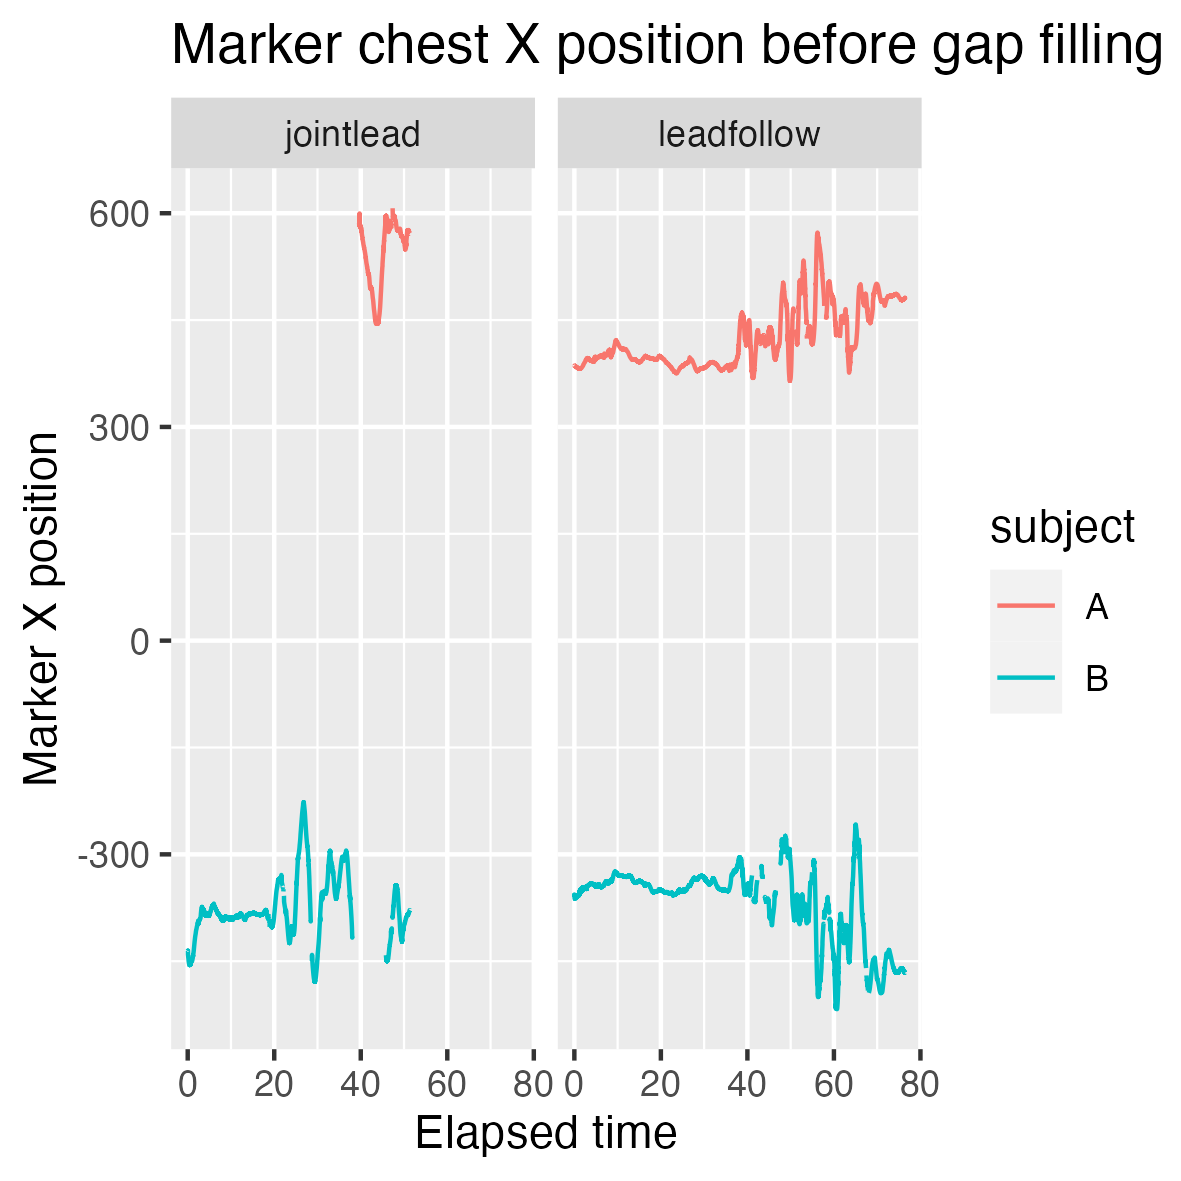 Marker chest X position before gap filling
jointlead
leadfollow
600
300
0
-300
Marker X position
0 20 40 60 80
0 20 40 60 80
Elapsed time
subject
A
B